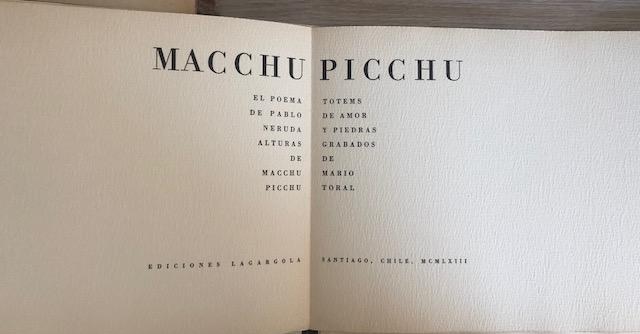 MACCHU PICCHU
EL POEMA
DE PABLO
NERUDA
ALTURAS
DE
MACCHU
PICCHU
TOTEMS
DE AMOR
Y PIEDRAS
GRABADOS
DE
MARIO
TORAL
EDICIONES LAGARGOLA
SANTIAGO, CHILE, MCMLXIII